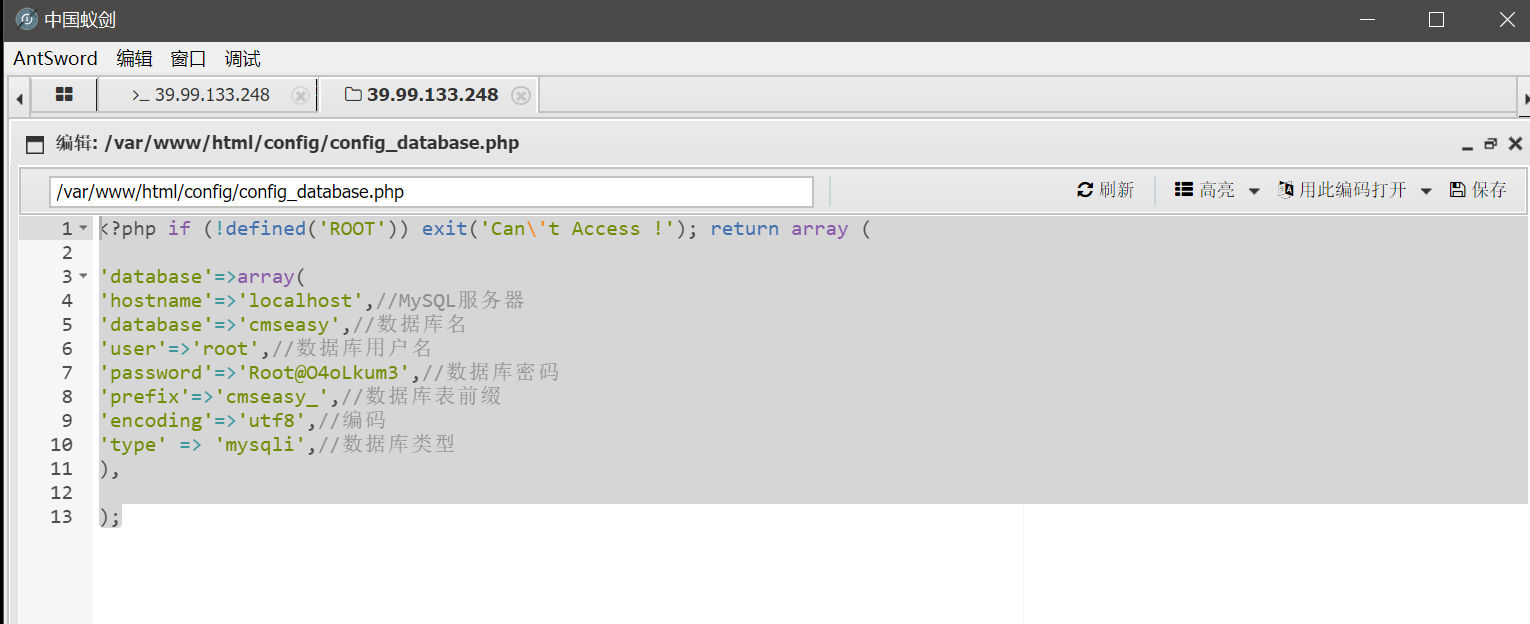 中国蚁剑
AntSword 编辑 窗口 调试
>_ 39.99.133.248 39.99.133.248
编辑: /var/www/html/config/config_database.php
/var/www/html/config/config_database.php 刷新 高亮 用此编码打开 保存
1 <?php if (!defined('ROOT')) exit('Can\'t Access !'); return array (
2
3 'database'=>array(
4 'hostname'=>'localhost',//MySQL服务器
5 'database'=>'cmseasy',//数据库名
6 'user'=>'root',//数据库用户名
7 'password'=>'Root@O4oLkum3',//数据库密码
8 'prefix'=>'cmseasy_',//数据库表前缀
9 'encoding'=>'utf8',//编码
10 'type' => 'mysqli',//数据库类型
11 ),
12
13 );